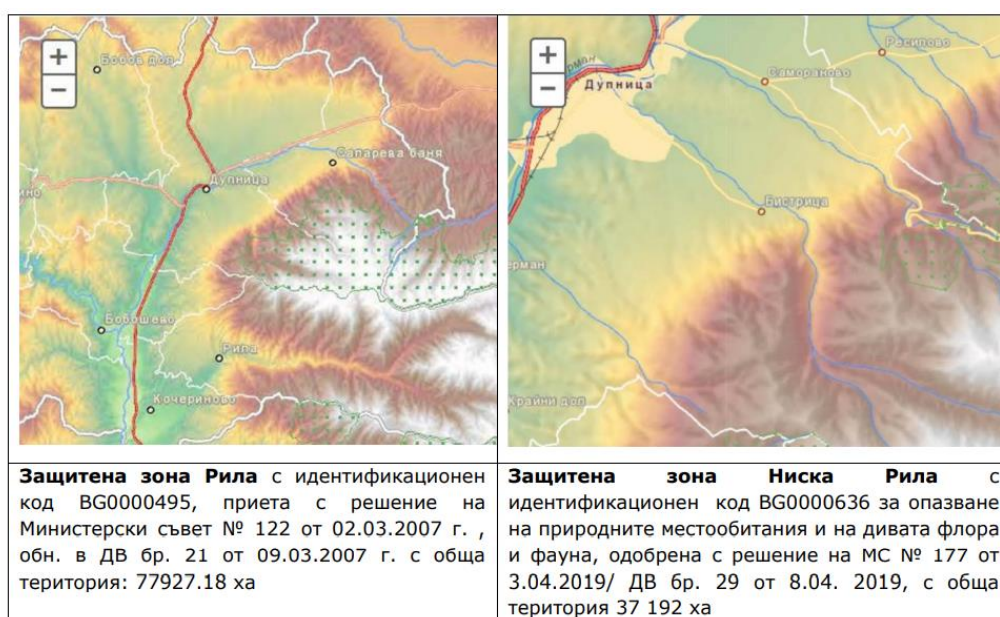 +
−
Бобов дол
Сапарева баня
Дупница
Бобошево
Рила
Кочериново
+
−
Ресилово
Самораново
Дупница
Бистрица
Крайни дол
Защитена зона Рила с идентификационен
код BG0000495, приета с решение на
Министерски съвет № 122 от 02.03.2007 г. ,
обн. в ДВ бр. 21 от 09.03.2007 г. с обща
територия: 77927.18 ха
Защитена зона Ниска Рила с
идентификационен код BG0000636 за опазване
на природните местообитания и на дивата флора
и фауна, одобрена с решение на МС № 177 от
3.04.2019/ ДВ бр. 29 от 8.04. 2019, с обща
територия 37 192 ха